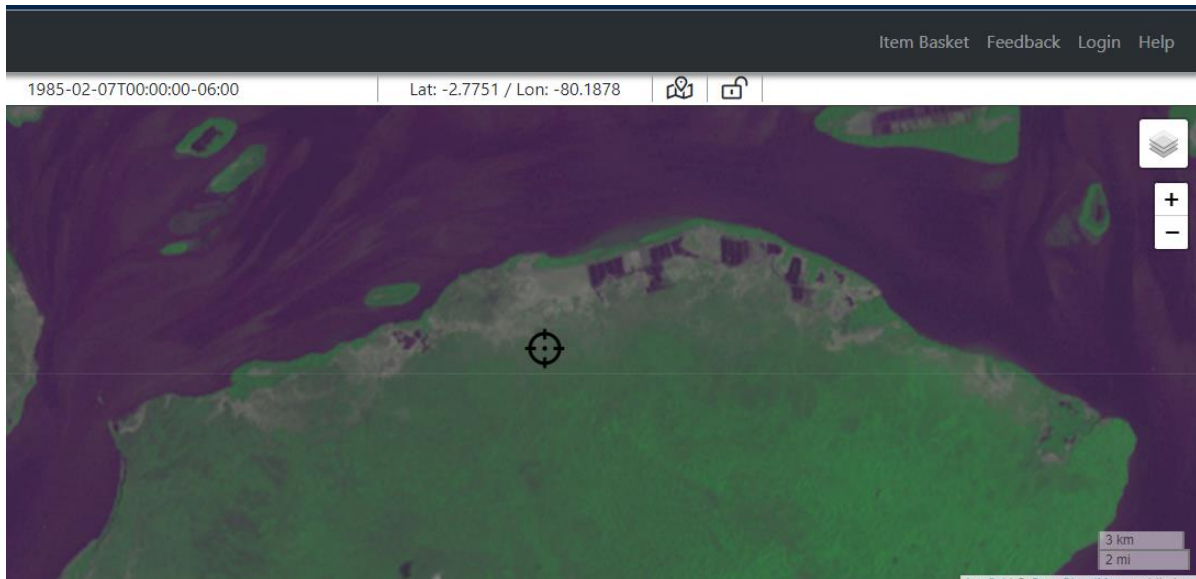 Item Basket Feedback Login Help
1985-02-07T00:00:00-06:00 Lat: -2.7751 / Lon: -80.1878
+
−
3 km
2 mi